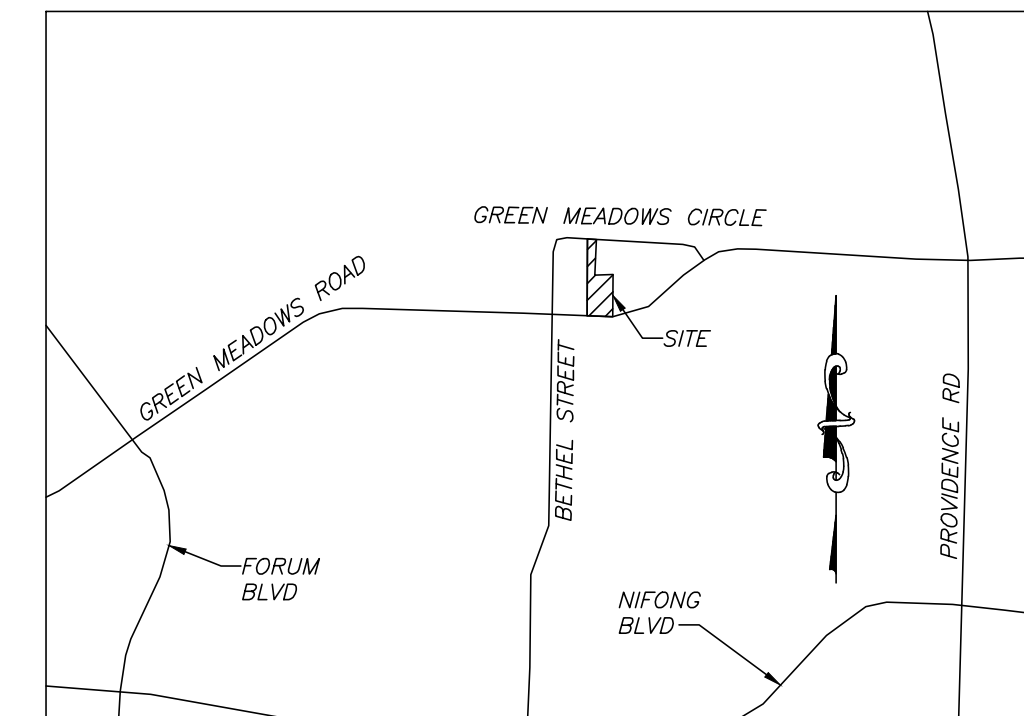 GREEN MEADOWS CIRCLE
GREEN MEADOWS ROAD
SITE
BETHEL STREET
PROVIDENCE RD
FORUM
BLVD
NIFONG
BLVD